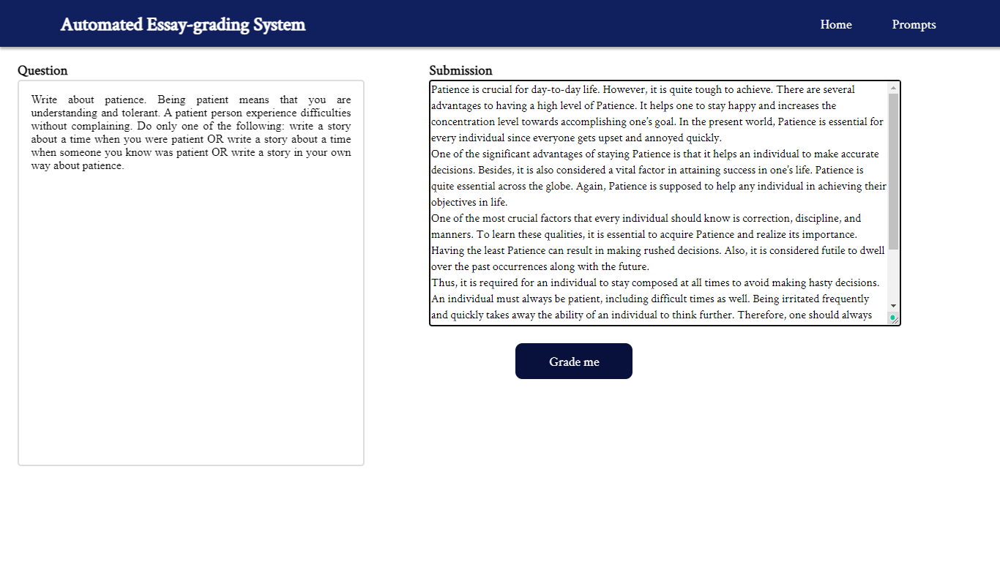 Automated Essay-grading System
Home
Prompts
Question
Write about patience. Being patient means that you are
understanding and tolerant. A patient person experience difficulties
without complaining. Do only one of the following: write a story
about a time when you were patient OR write a story about a time
when someone you know was patient OR write a story in your own
way about patience.
Submission
Patience is crucial for day-to-day life. However, it is quite tough to achieve. There are several
advantages to having a high level of Patience. It helps one to stay happy and increases the
concentration level towards accomplishing one's goal. In the present world, Patience is essential for
every individual since everyone gets upset and annoyed quickly.
One of the significant advantages of staying Patience is that it helps an individual to make accurate
decisions. Besides, it is also considered a vital factor in attaining success in one's life. Patience is
quite essential across the globe. Again, Patience is supposed to help any individual in achieving their
objectives in life.
One of the most crucial factors that every individual should know is correction, discipline, and
manners. To learn these qualities, it is essential to acquire Patience and realize its importance.
Having the least Patience can result in making rushed decisions. Also, it is considered futile to dwell
over the past occurrences along with the future.
Thus, it is required for an individual to stay composed at all times to avoid making hasty decisions.
An individual must always be patient, including difficult times as well. Being irritated frequently
and quickly takes away the ability of an individual to think further. Therefore, one should always
Grade me